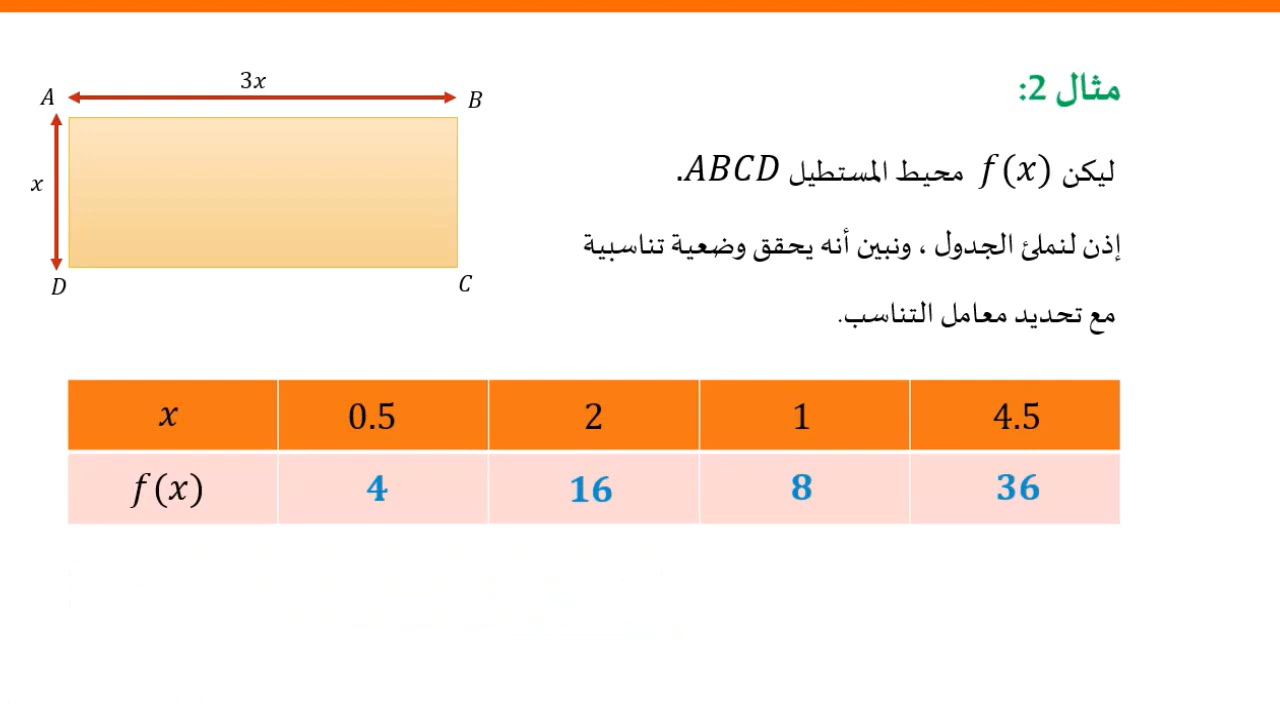 مثال 2:
3x
A
B
x
D
C
ليكن f(x) محيط المستطيل ABCD.
إذن لنملئ الجدول ، ونبين أنه يحقق وضعية تناسبية
مع تحديد معامل التناسب.
x 0.5 2 1 4.5
f(x) 4 16 8 36